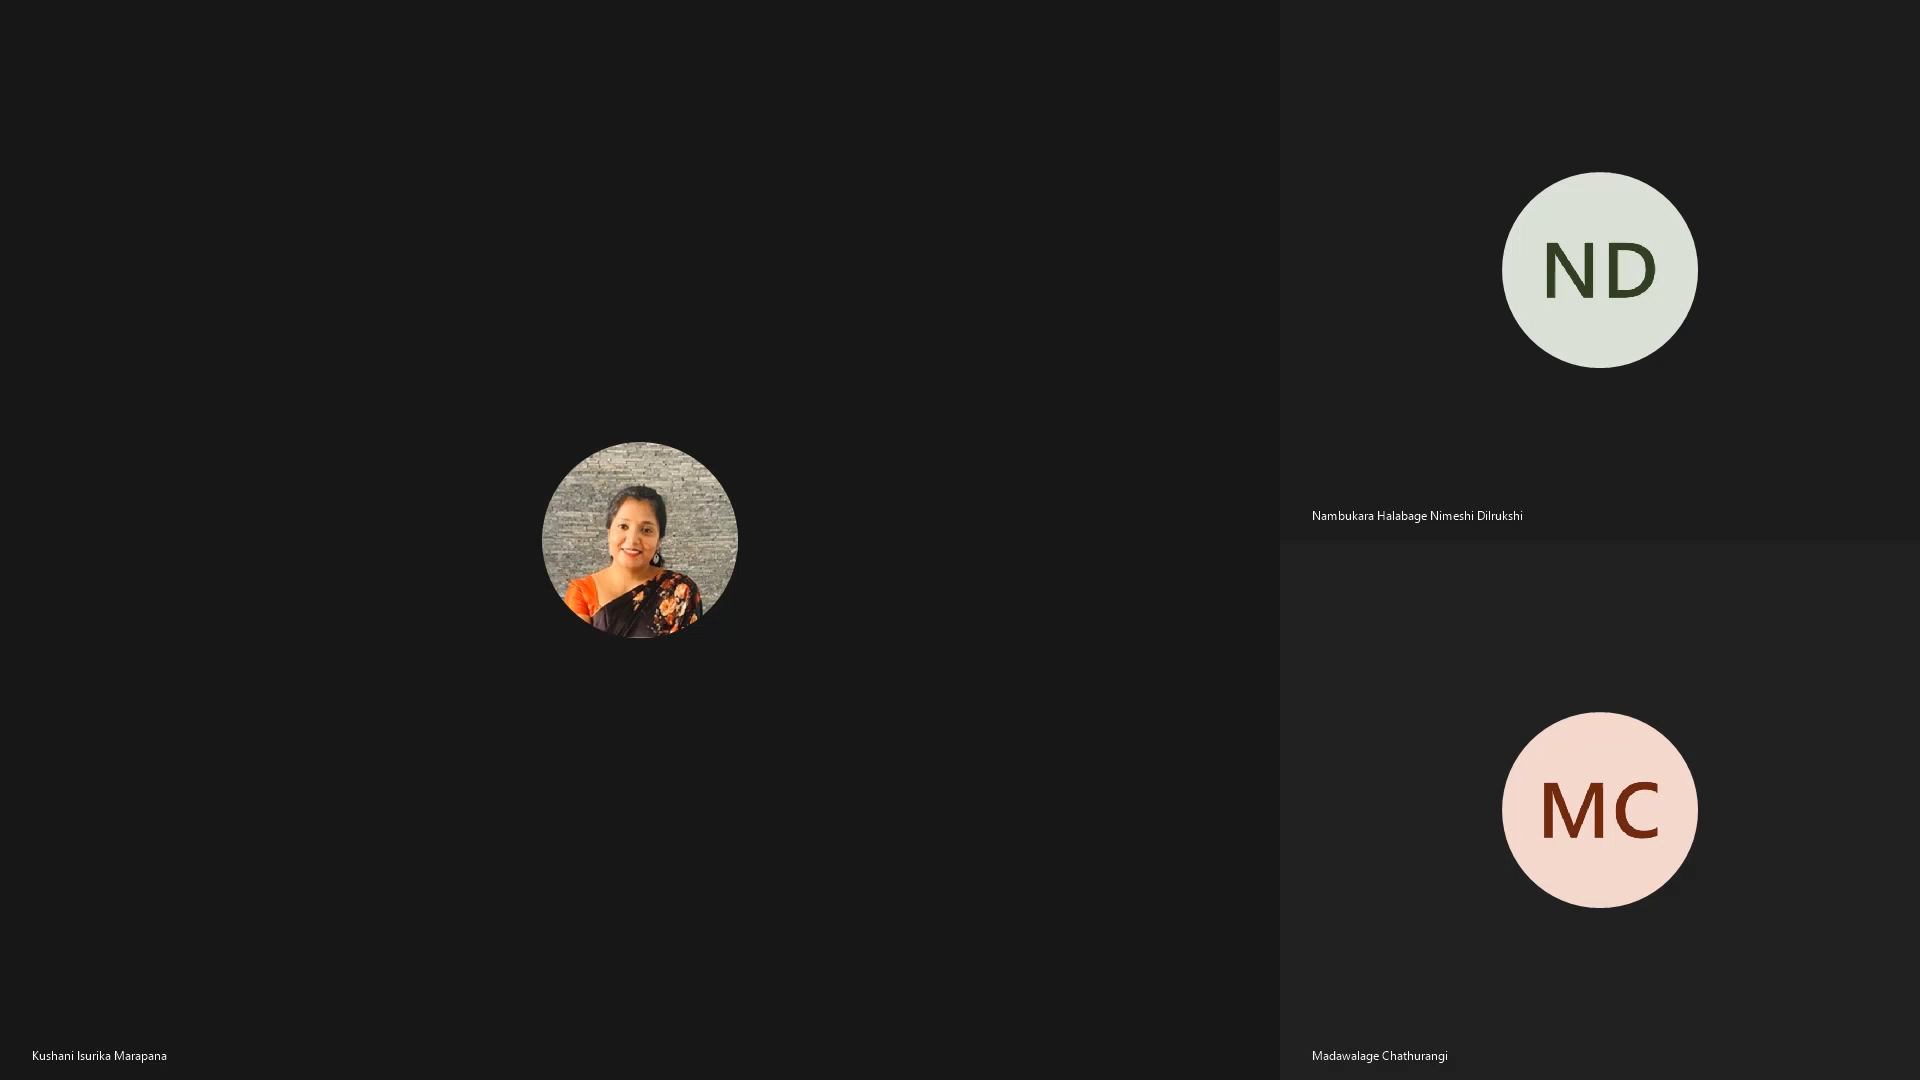 ND
Nambukara Halabage Nimeshi Dilrukshi
MC
Kushani Isurika Marapana
Madawalage Chathurangi